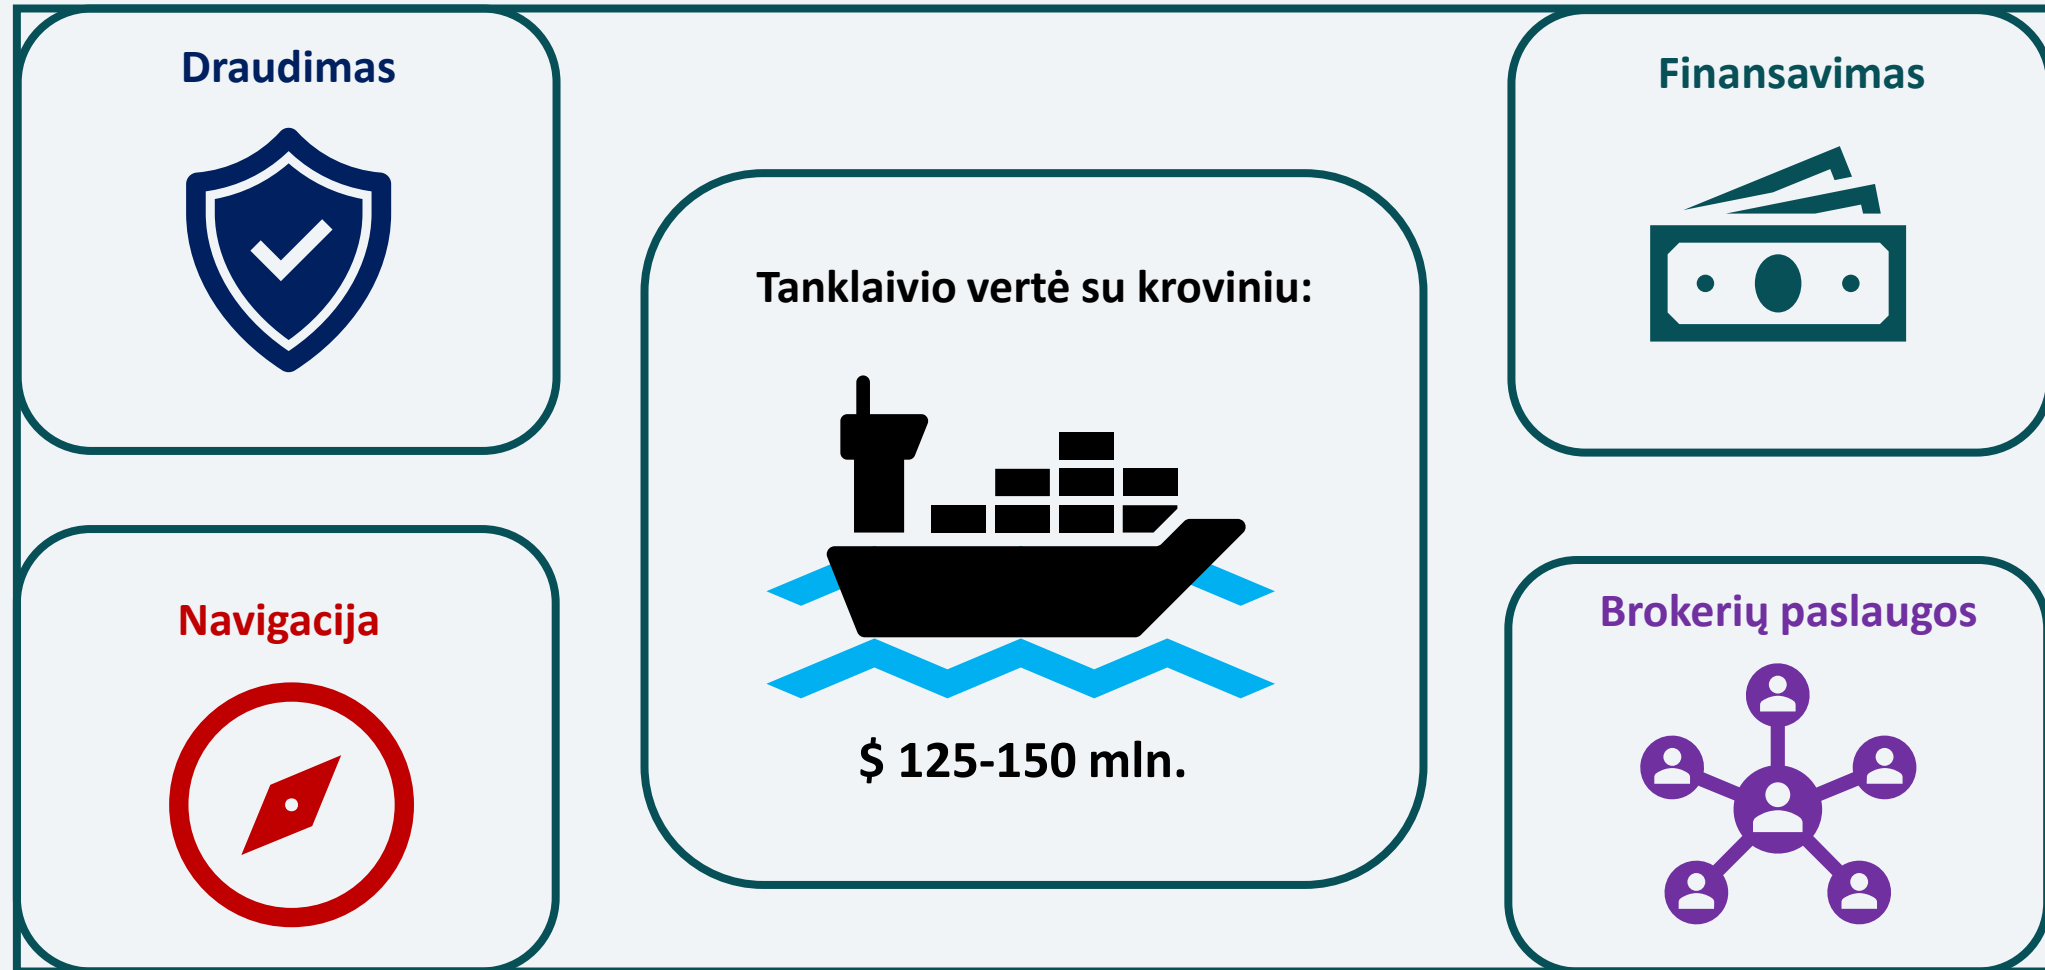 Draudimas
Finansavimas
Tanklaivio vertė su kroviniu:
$ 125-150 mln.
Navigacija
Brokerių paslaugos